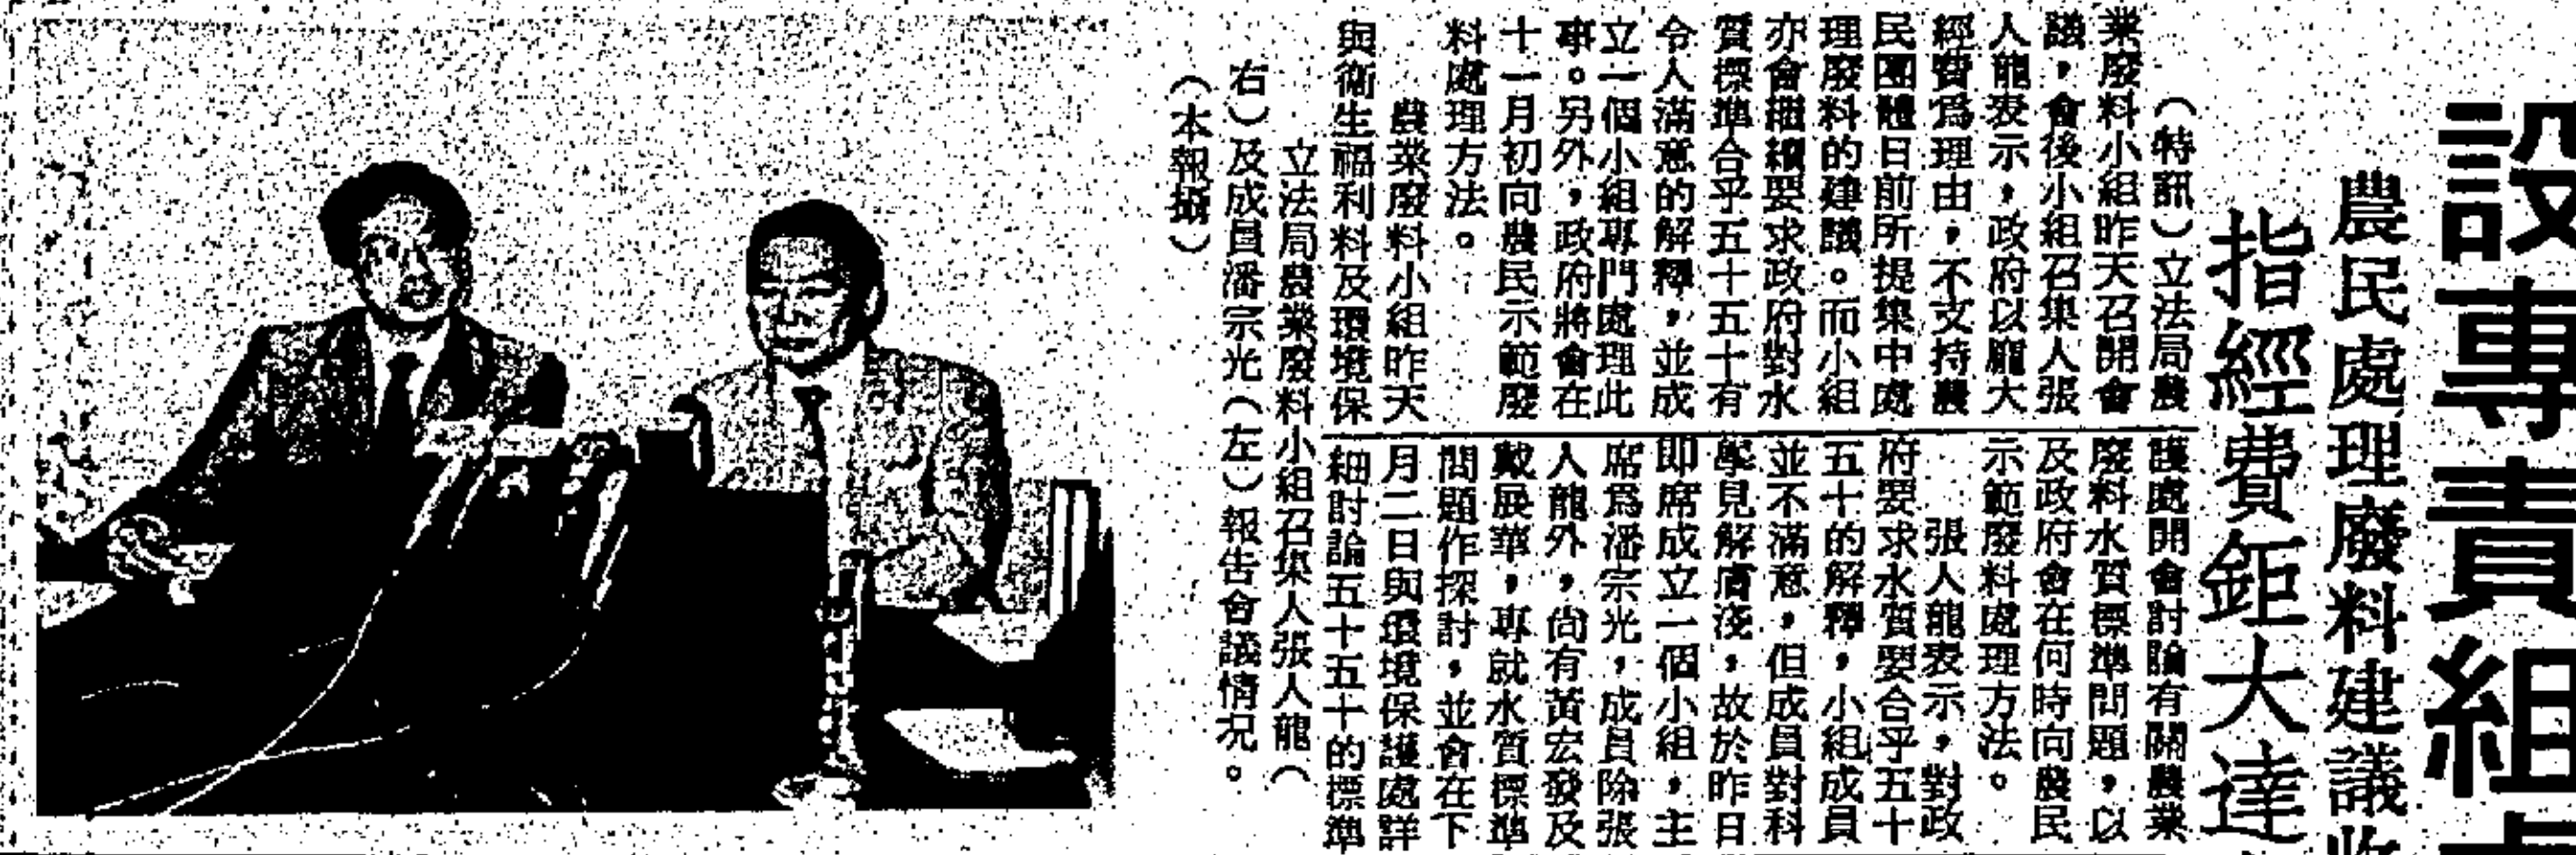 設專責組
農民處理廢料建議
指經費鉅大達
（特訊）立法局農
業廢料小組昨天召開會
議，會後小組召集人張
人龍表示，政府以龐大
經費爲理由，不支持農
民團體日前所提集中處
理廢料的建議。而小組
亦會繼續要求政府對水
質標準合乎五十五十有
令人滿意的解釋，並成
立一個小組專門處理此
事。另外，政府將會在
十一月初向農民示範廢
料處理方法。
農業廢料小組昨天
與衞生福利科及環境保
護處開會討論有關農業
廢料水質標準問題，以
及政府會在何時向農民
示範廢料處理方法。
張人龍表示，對政
府要求水質要合乎五十
五十的解釋，小組成員
並不滿意，但成員對科
學見解膚淺，故於昨日
即席成立一個小組，主
席爲潘宗光，成員除張
人龍外，尚有黃宏發及
戴展華，專就水質標準
問題作探討，並會在下
月二日與環境保護處詳
細討論五十五十的標準
立法局農業廢料小組召集人張人龍（
右）及成員潘宗光（左）報告會議情況。
（本報攝）